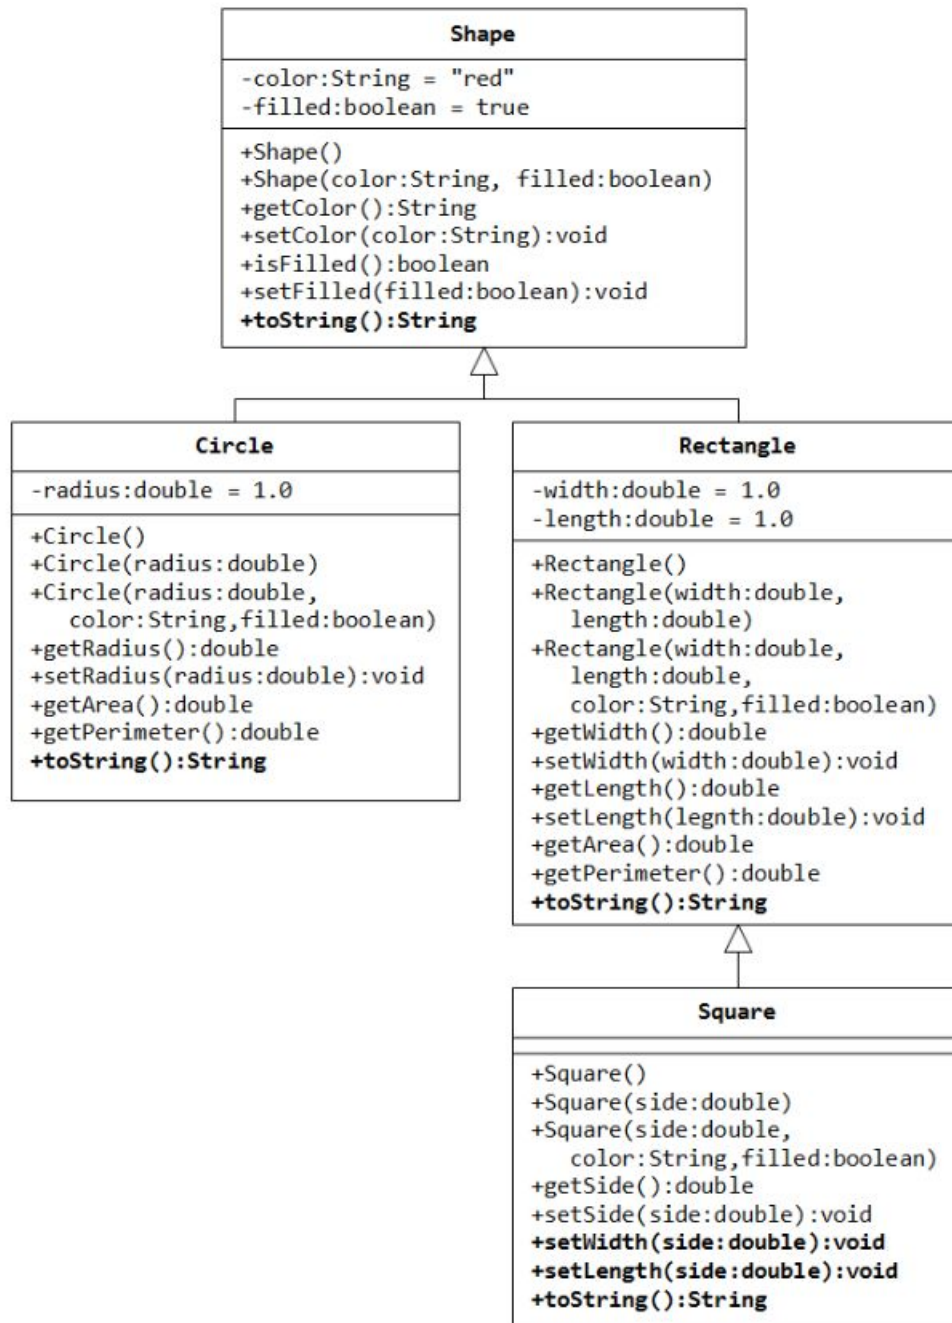 Shape
-color:String = "red"
-filled:boolean = true
+Shape()
+Shape(color:String, filled:boolean)
+getColor():String
+setColor(color:String):void
+isFilled():boolean
+setFilled(filled:boolean):void
+toString():String
Circle
-radius:double = 1.0
+Circle()
+Circle(radius:double)
+Circle(radius:double,
color:String,filled:boolean)
+getRadius():double
+setRadius(radius:double):void
+getArea():double
+getPerimeter():double
+toString():String
Rectangle
-width:double = 1.0
-length:double = 1.0
+Rectangle()
+Rectangle(width:double,
length:double)
+Rectangle(width:double,
length:double,
color:String,filled:boolean)
+getWidth():double
+setWidth(width:double):void
+getLength():double
+setLength(legnth:double):void
+getArea():double
+getPerimeter():double
+toString():String
Square
+Square()
+Square(side:double)
+Square(side:double,
color:String,filled:boolean)
+getSide():double
+setSide(side:double):void
+setWidth(side:double):void
+setLength(side:double):void
+toString():String